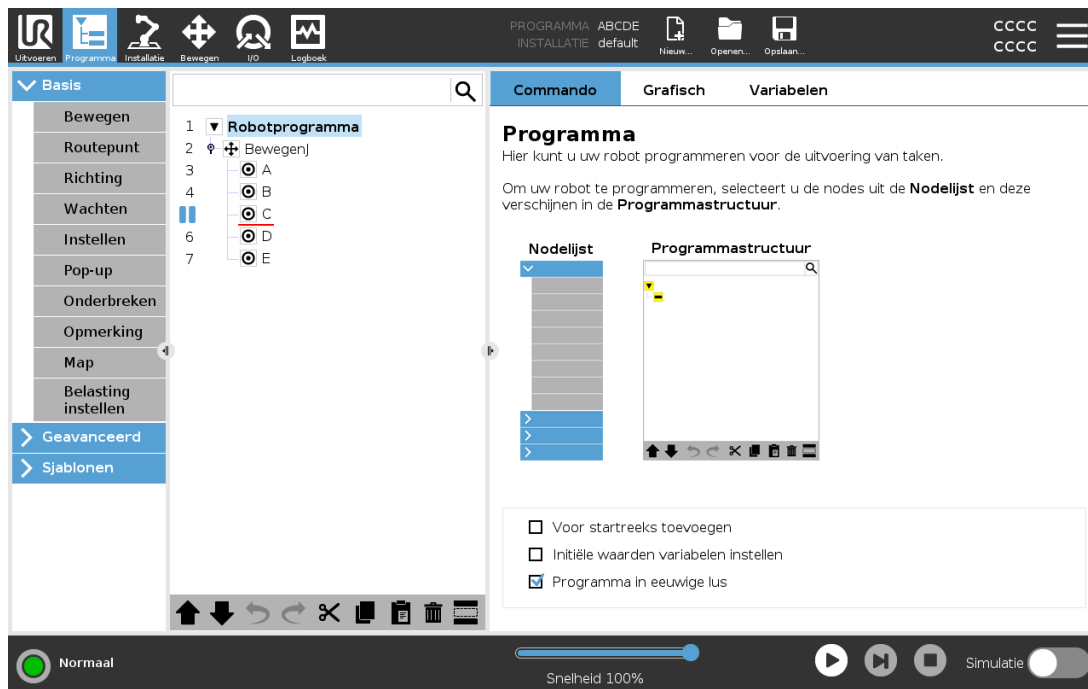 PROGRAMMA ABCDE
INSTALLATIE default
CCCC
CCCC
Uitvoeren Programma Installatie Bewegen I/O Logboek Nieuw... Openen... Opslaan...
Basis
Bewegen
Routepunt
Richting
Wachten
Instellen
Pop-up
Onderbreken
Opmerking
Map
Belasting
instellen
Geavanceerd
Sjablonen
1 Robotprogramma
2 BewegenJ
3 A
4 B
C
6 D
7 E
Commando Grafisch Variabelen
Programma
Hier kunt u uw robot programmeren voor de uitvoering van taken.
Om uw robot te programmeren, selecteert u de nodes uit de Nodelijst en deze
verschijnen in de Programmastructuur.
Nodelijst Programmastructuur
Voor startreeks toevoegen
Initiële waarden variabelen instellen
Programma in eeuwige lus
Normaal
Snelheid 100%
Simulatie